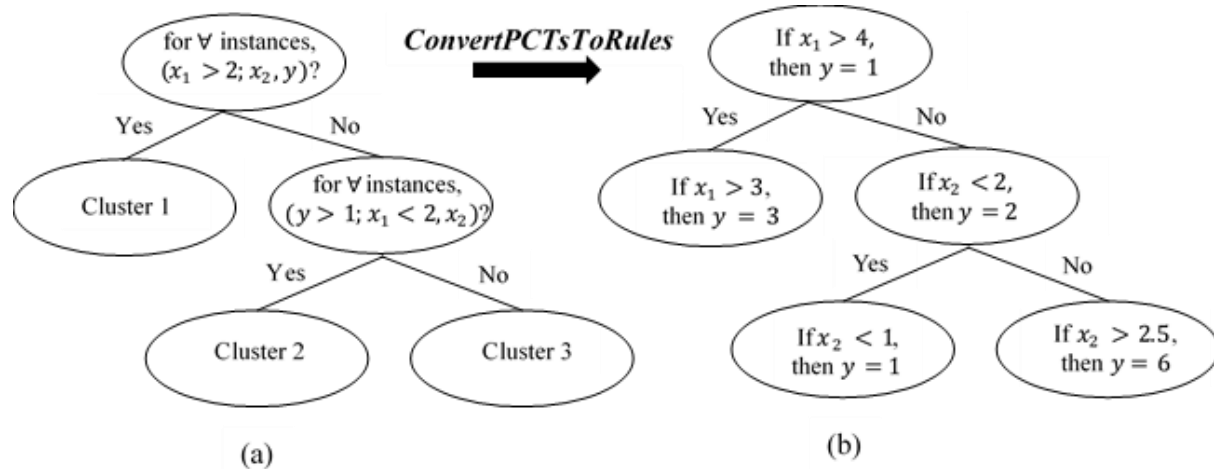 for ∀ instances,
(x₁ > 2; x₂, y)?
Yes
No
Cluster 1
for ∀ instances,
(y > 1; x₁ < 2, x₂)?
Yes
No
Cluster 2
Cluster 3
(a)
ConvertPCTsToRules
If x₁ > 4,
then y = 1
Yes
No
If x₁ > 3,
then y = 3
If x₂ < 2,
then y = 2
Yes
No
If x₂ < 1,
then y = 1
If x₂ > 2.5,
then y = 6
(b)